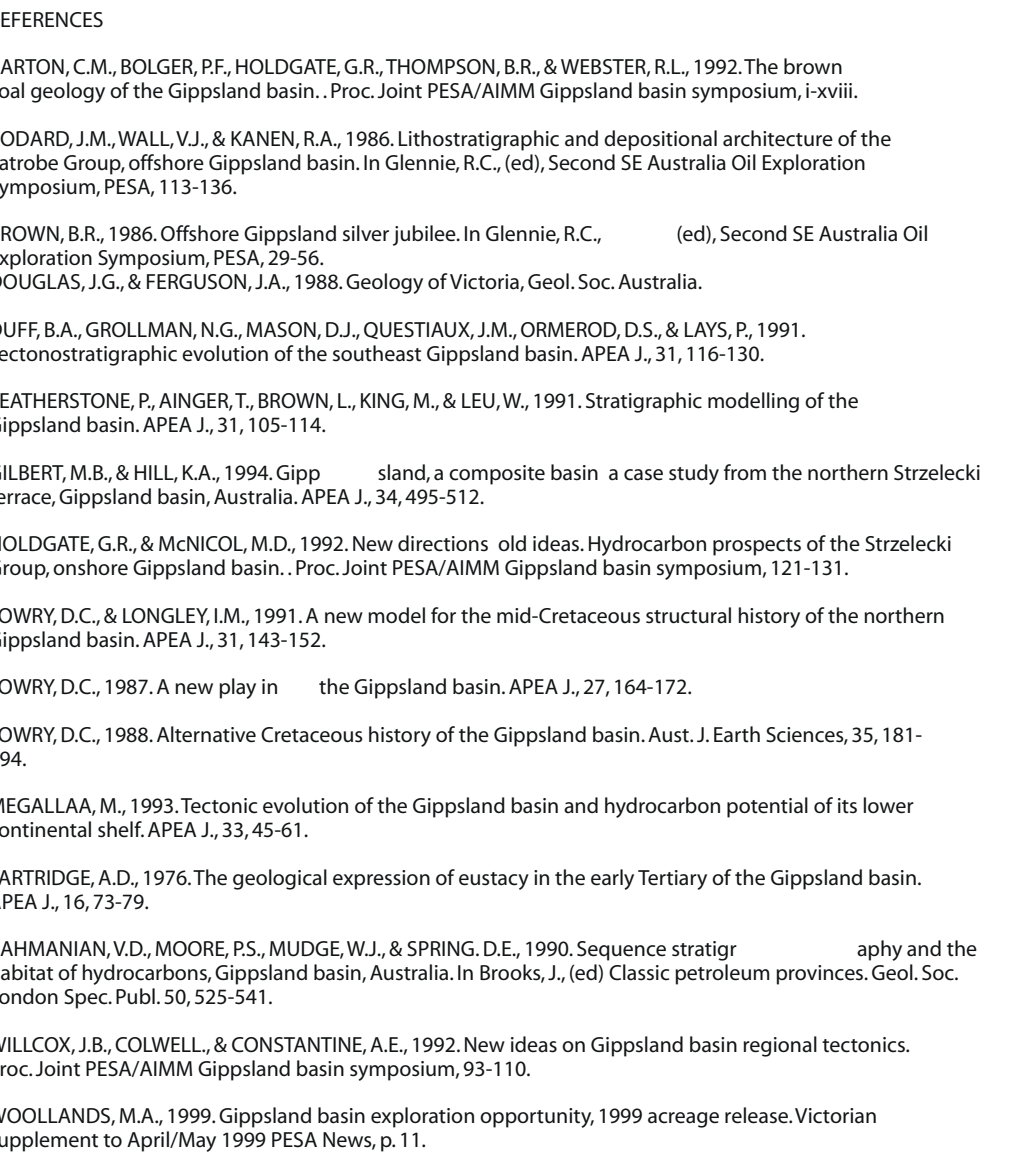 EFERENCES
ARTON, C.M., BOLGER, P.F., HOLDGATE, G.R., THOMPSON, B.R., & WEBSTER, R.L., 1992. The brown
oal geology of the Gippsland basin. . Proc. Joint PESA/AIMM Gippsland basin symposium, i-xviii.
ODARD, J.M., WALL, V.J., & KANEN, R.A., 1986. Lithostratigraphic and depositional architecture of the
atrobe Group, offshore Gippsland basin. In Glennie, R.C., (ed), Second SE Australia Oil Exploration
ymposium, PESA, 113-136.
ROWN, B.R., 1986. Offshore Gippsland silver jubilee. In Glennie, R.C., (ed), Second SE Australia Oil
xploration Symposium, PESA, 29-56.
DOUGLAS, J.G., & FERGUSON, J.A., 1988. Geology of Victoria, Geol. Soc. Australia.
DUFF, B.A., GROLLMAN, N.G., MASON, D.J., QUESTIAUX, J.M., ORMEROD, D.S., & LAYS, P., 1991.
ectonostratigraphic evolution of the southeast Gippsland basin. APEA J., 31, 116-130.
EATHERSTONE, P., AINGER, T., BROWN, L., KING, M., & LEU, W., 1991. Stratigraphic modelling of the
Gippsland basin. APEA J., 31, 105-114.
GILBERT, M.B., & HILL, K.A., 1994. Gipp sland, a composite basin a case study from the northern Strzelecki
errace, Gippsland basin, Australia. APEA J., 34, 495-512.
HOLDGATE, G.R., & McNICOL, M.D., 1992. New directions old ideas. Hydrocarbon prospects of the Strzelecki
Group, onshore Gippsland basin. . Proc. Joint PESA/AIMM Gippsland basin symposium, 121-131.
OWRY, D.C., & LONGLEY, I.M., 1991. A new model for the mid-Cretaceous structural history of the northern
Gippsland basin. APEA J., 31, 143-152.
OWRY, D.C., 1987. A new play in the Gippsland basin. APEA J., 27, 164-172.
OWRY, D.C., 1988. Alternative Cretaceous history of the Gippsland basin. Aust. J. Earth Sciences, 35, 181-
94.
MEGALLAA, M., 1993. Tectonic evolution of the Gippsland basin and hydrocarbon potential of its lower
ontinental shelf. APEA J., 33, 45-61.
ARTRIDGE, A.D., 1976. The geological expression of eustacy in the early Tertiary of the Gippsland basin.
APEA J., 16, 73-79.
AHMANIAN, V.D., MOORE, P.S., MUDGE, W.J., & SPRING. D.E., 1990. Sequence stratigr aphy and the
abitat of hydrocarbons, Gippsland basin, Australia. In Brooks, J., (ed) Classic petroleum provinces. Geol. Soc.
ondon Spec. Publ. 50, 525-541.
WILLCOX, J.B., COLWELL., & CONSTANTINE, A.E., 1992. New ideas on Gippsland basin regional tectonics.
roc. Joint PESA/AIMM Gippsland basin symposium, 93-110.
WOOLLANDS, M.A., 1999. Gippsland basin exploration opportunity, 1999 acreage release. Victorian
upplement to April/May 1999 PESA News, p. 11.